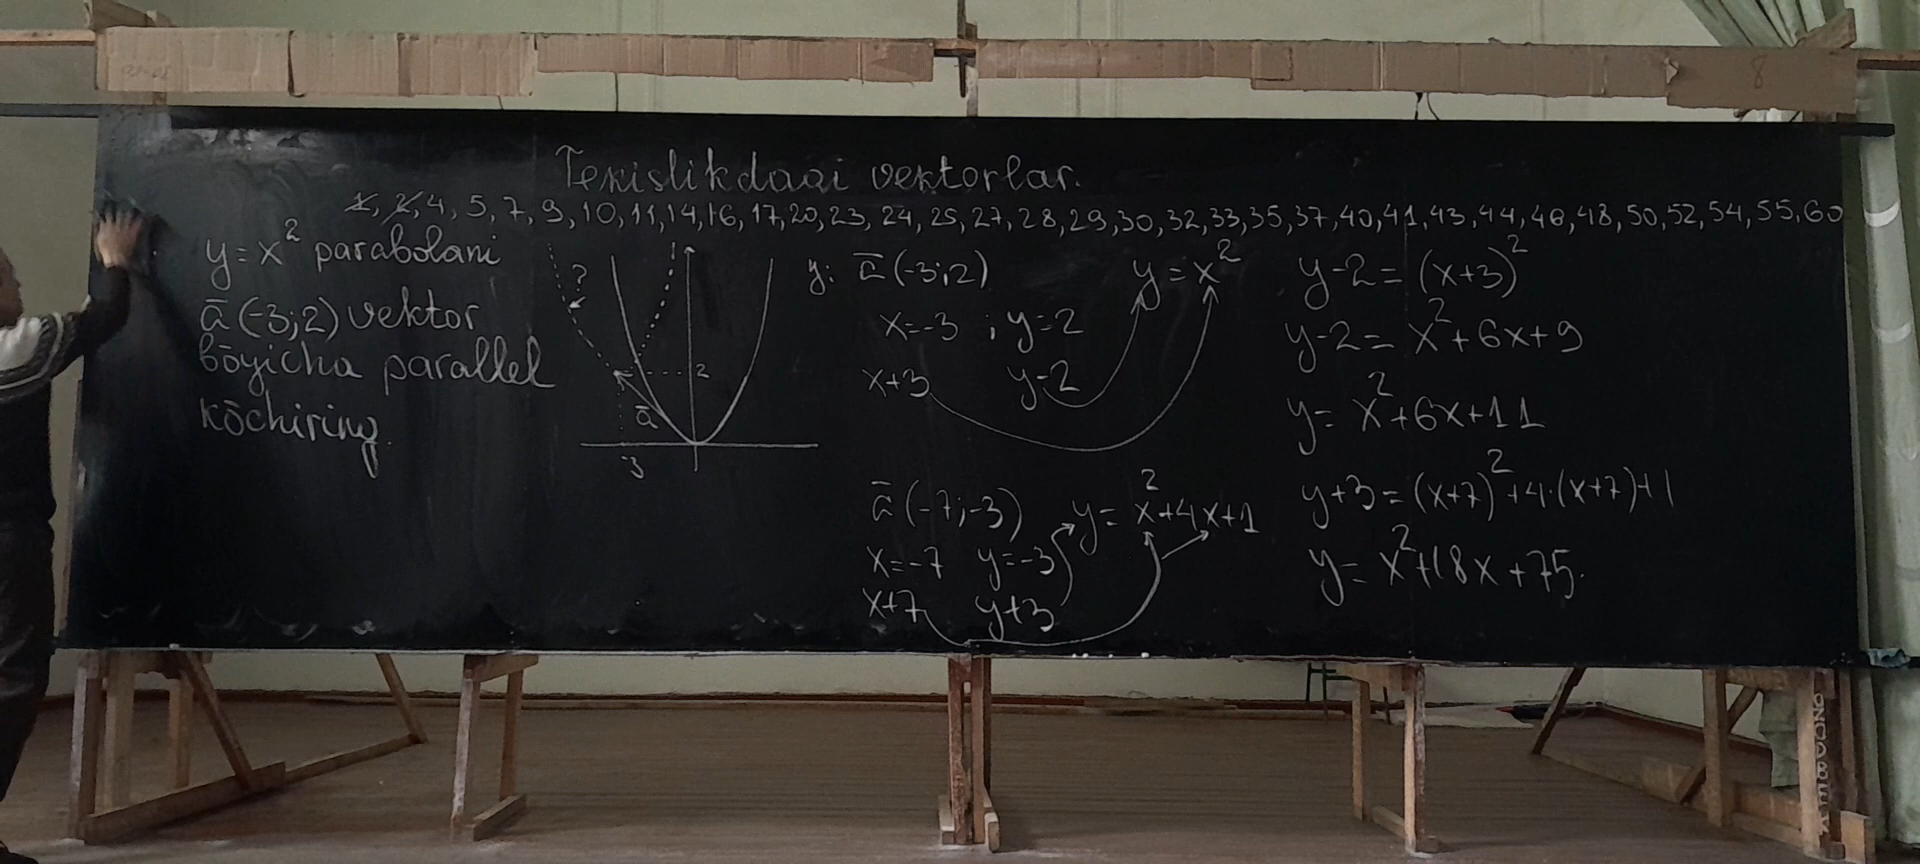 Tekislikdagi vektorlar.
1, 2, 4, 5, 7, 9, 10, 11, 14, 16, 17, 20, 23, 24, 25, 27, 28, 29, 30, 32, 33, 35, 37, 40, 41, 43, 44, 46, 48, 50, 52, 54, 55, 60
y = x² parabolani
a̅ (-3; 2) vektor
bōyicha parallel
kōchiring.
?
2
a̅
-3
y: a̅ (-3; 2)
x=-3 ; y=2
x+3 y-2
y = x²
a̅ (-7; -3)
x=-7 y=-3
x+7 y+3
y= x²+4x+1
y-2 = (x+3)²
y-2= x²+6x+9
y= x²+6x+11
y+3 = (x+7)²+4·(x+7)+1
y= x²+18x+75.
8